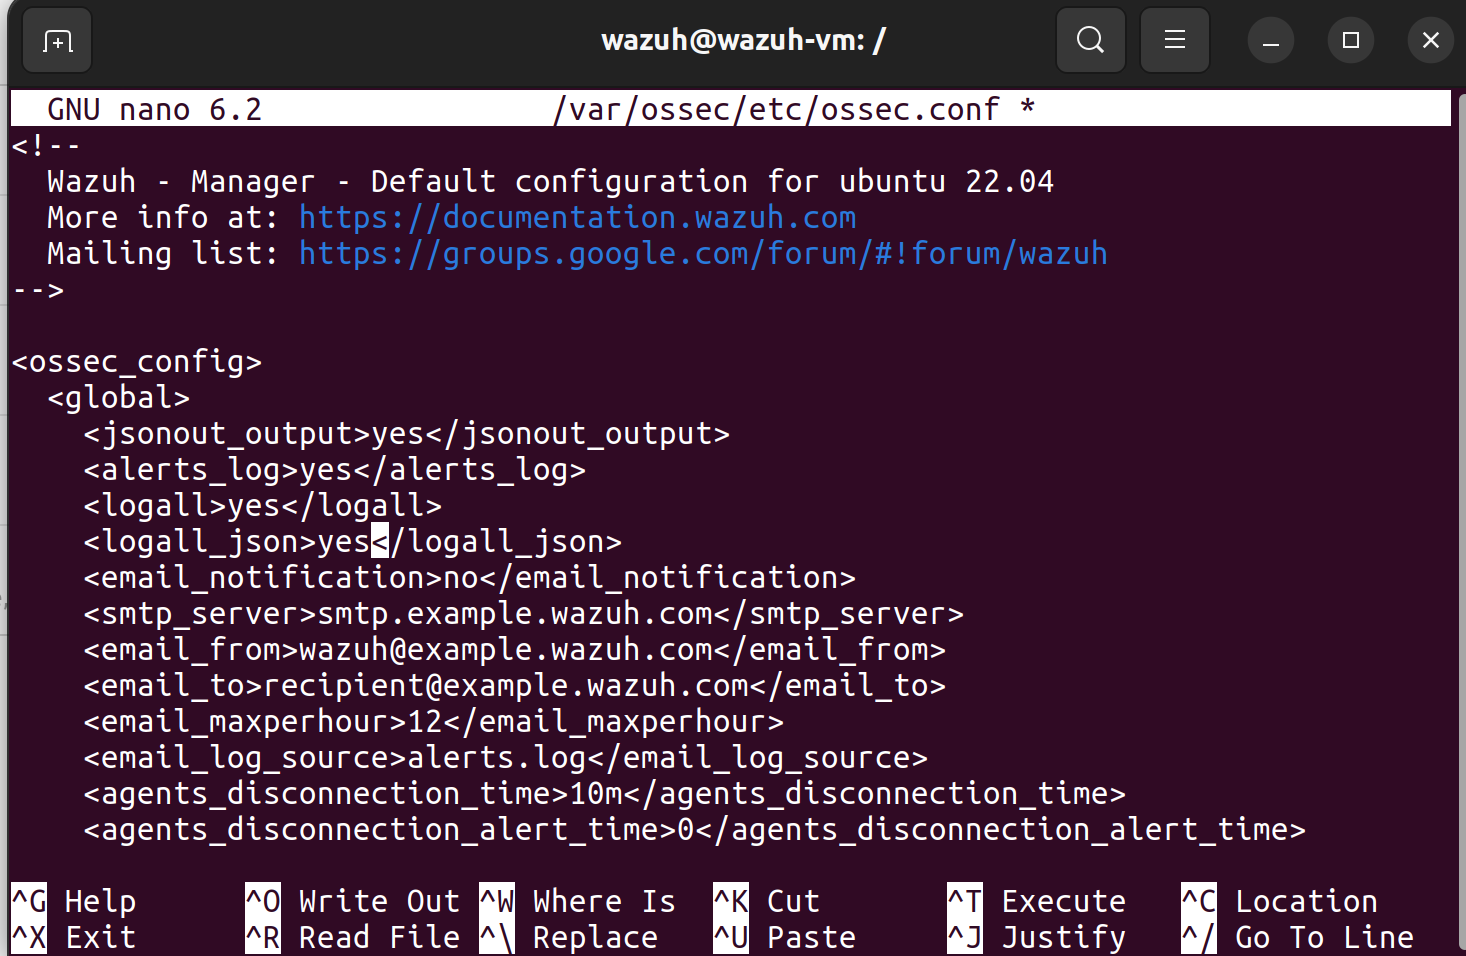 wazuh@wazuh-vm: /
GNU nano 6.2 /var/ossec/etc/ossec.conf *
<!--
  Wazuh - Manager - Default configuration for ubuntu 22.04
  More info at: https://documentation.wazuh.com
  Mailing list: https://groups.google.com/forum/#!forum/wazuh
-->

<ossec_config>
  <global>
    <jsonout_output>yes</jsonout_output>
    <alerts_log>yes</alerts_log>
    <logall>yes</logall>
    <logall_json>yes</logall_json>
    <email_notification>no</email_notification>
    <smtp_server>smtp.example.wazuh.com</smtp_server>
    <email_from>wazuh@example.wazuh.com</email_from>
    <email_to>recipient@example.wazuh.com</email_to>
    <email_maxperhour>12</email_maxperhour>
    <email_log_source>alerts.log</email_log_source>
    <agents_disconnection_time>10m</agents_disconnection_time>
    <agents_disconnection_alert_time>0</agents_disconnection_alert_time>

^G Help ^O Write Out ^W Where Is ^K Cut ^T Execute ^C Location
^X Exit ^R Read File ^\ Replace ^U Paste ^J Justify ^/ Go To Line